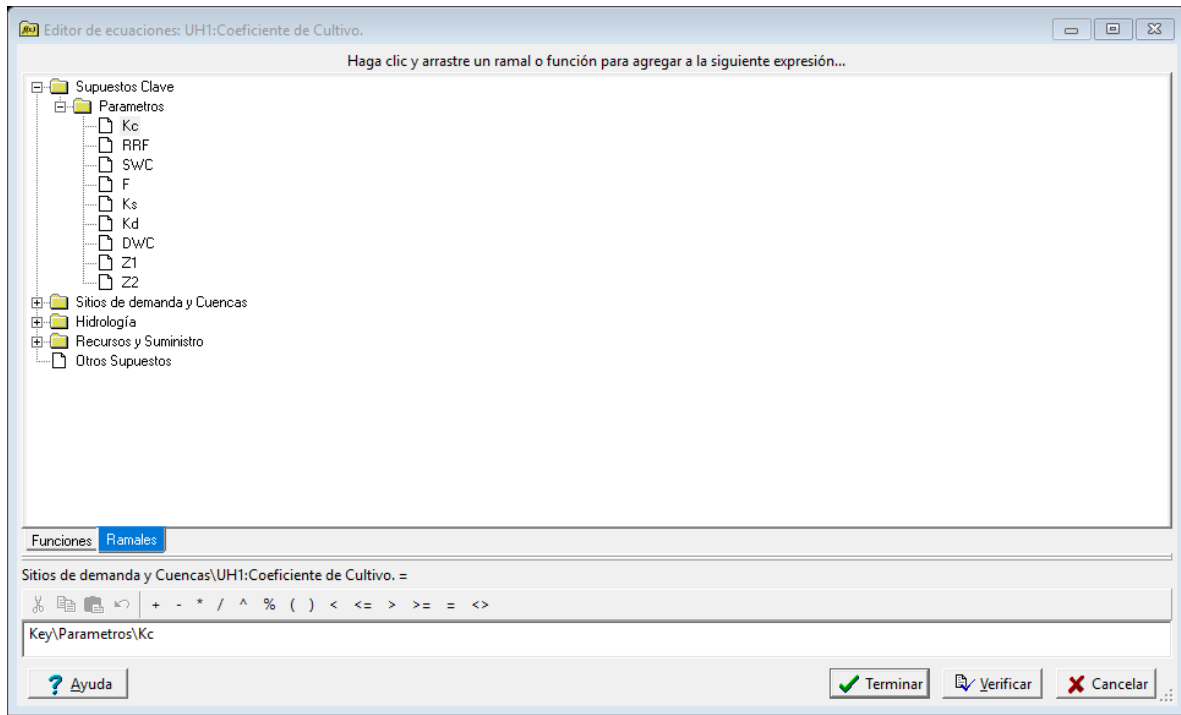 Editor de ecuaciones: UH1:Coeficiente de Cultivo.
Haga clic y arrastre un ramal o función para agregar a la siguiente expresión...
Supuestos Clave
Parametros
Kc
RRF
SWC
F
Ks
Kd
DWC
Z1
Z2
Sitios de demanda y Cuencas
Hidrología
Recursos y Suministro
Otros Supuestos
Funciones Ramales
Sitios de demanda y Cuencas\UH1:Coeficiente de Cultivo. =
+ - * / ^ % ( ) < <= > >= = <>
Key\Parametros\Kc
? Ayuda Terminar Verificar Cancelar